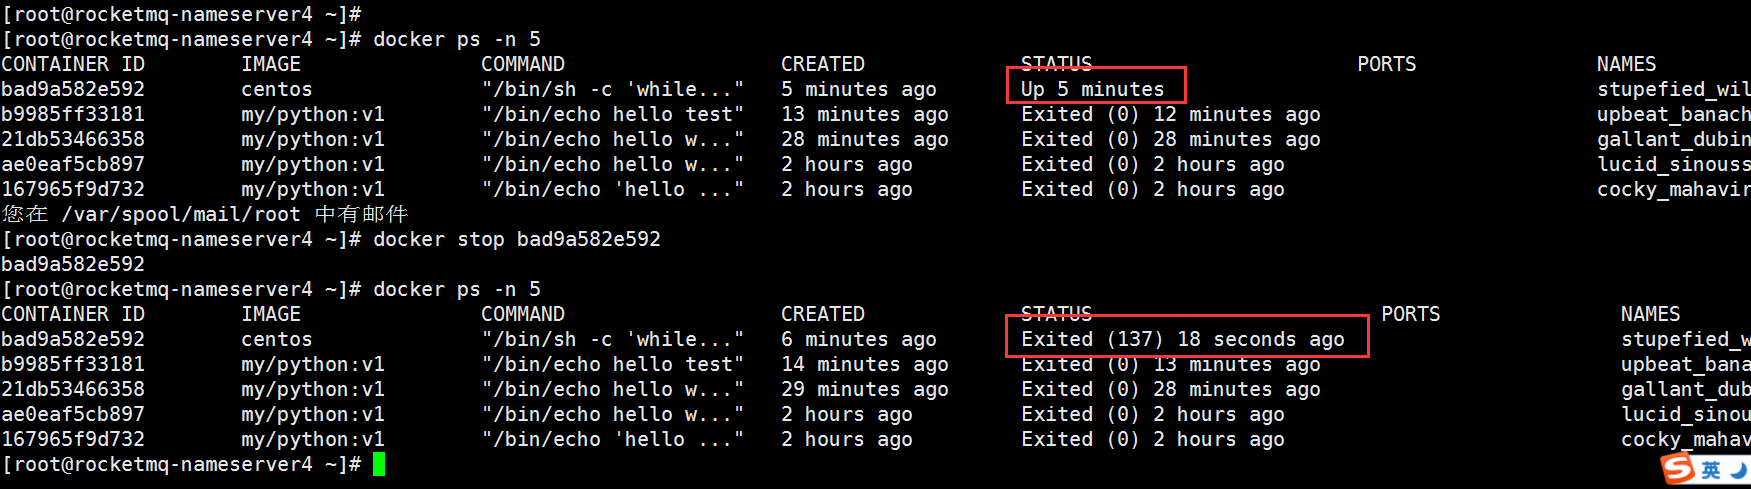 [root@rocketmq-nameserver4 ~]#
[root@rocketmq-nameserver4 ~]# docker ps -n 5
CONTAINER ID IMAGE COMMAND CREATED STATUS PORTS NAMES
bad9a582e592 centos "/bin/sh -c 'while..." 5 minutes ago Up 5 minutes stupefied_wil
b9985ff33181 my/python:v1 "/bin/echo hello test" 13 minutes ago Exited (0) 12 minutes ago upbeat_banach
21db53466358 my/python:v1 "/bin/echo hello w..." 28 minutes ago Exited (0) 28 minutes ago gallant_dubin
ae0eaf5cb897 my/python:v1 "/bin/echo hello w..." 2 hours ago Exited (0) 2 hours ago lucid_sinouss
167965f9d732 my/python:v1 "/bin/echo 'hello ..." 2 hours ago Exited (0) 2 hours ago cocky_mahavir
您在 /var/spool/mail/root 中有邮件
[root@rocketmq-nameserver4 ~]# docker stop bad9a582e592
bad9a582e592
[root@rocketmq-nameserver4 ~]# docker ps -n 5
CONTAINER ID IMAGE COMMAND CREATED STATUS PORTS NAMES
bad9a582e592 centos "/bin/sh -c 'while..." 6 minutes ago Exited (137) 18 seconds ago stupefied_w
b9985ff33181 my/python:v1 "/bin/echo hello test" 14 minutes ago Exited (0) 13 minutes ago upbeat_bana
21db53466358 my/python:v1 "/bin/echo hello w..." 29 minutes ago Exited (0) 28 minutes ago gallant_dub
ae0eaf5cb897 my/python:v1 "/bin/echo hello w..." 2 hours ago Exited (0) 2 hours ago lucid_sinou
167965f9d732 my/python:v1 "/bin/echo 'hello ..." 2 hours ago Exited (0) 2 hours ago cocky_mahav
[root@rocketmq-nameserver4 ~]#
S 英